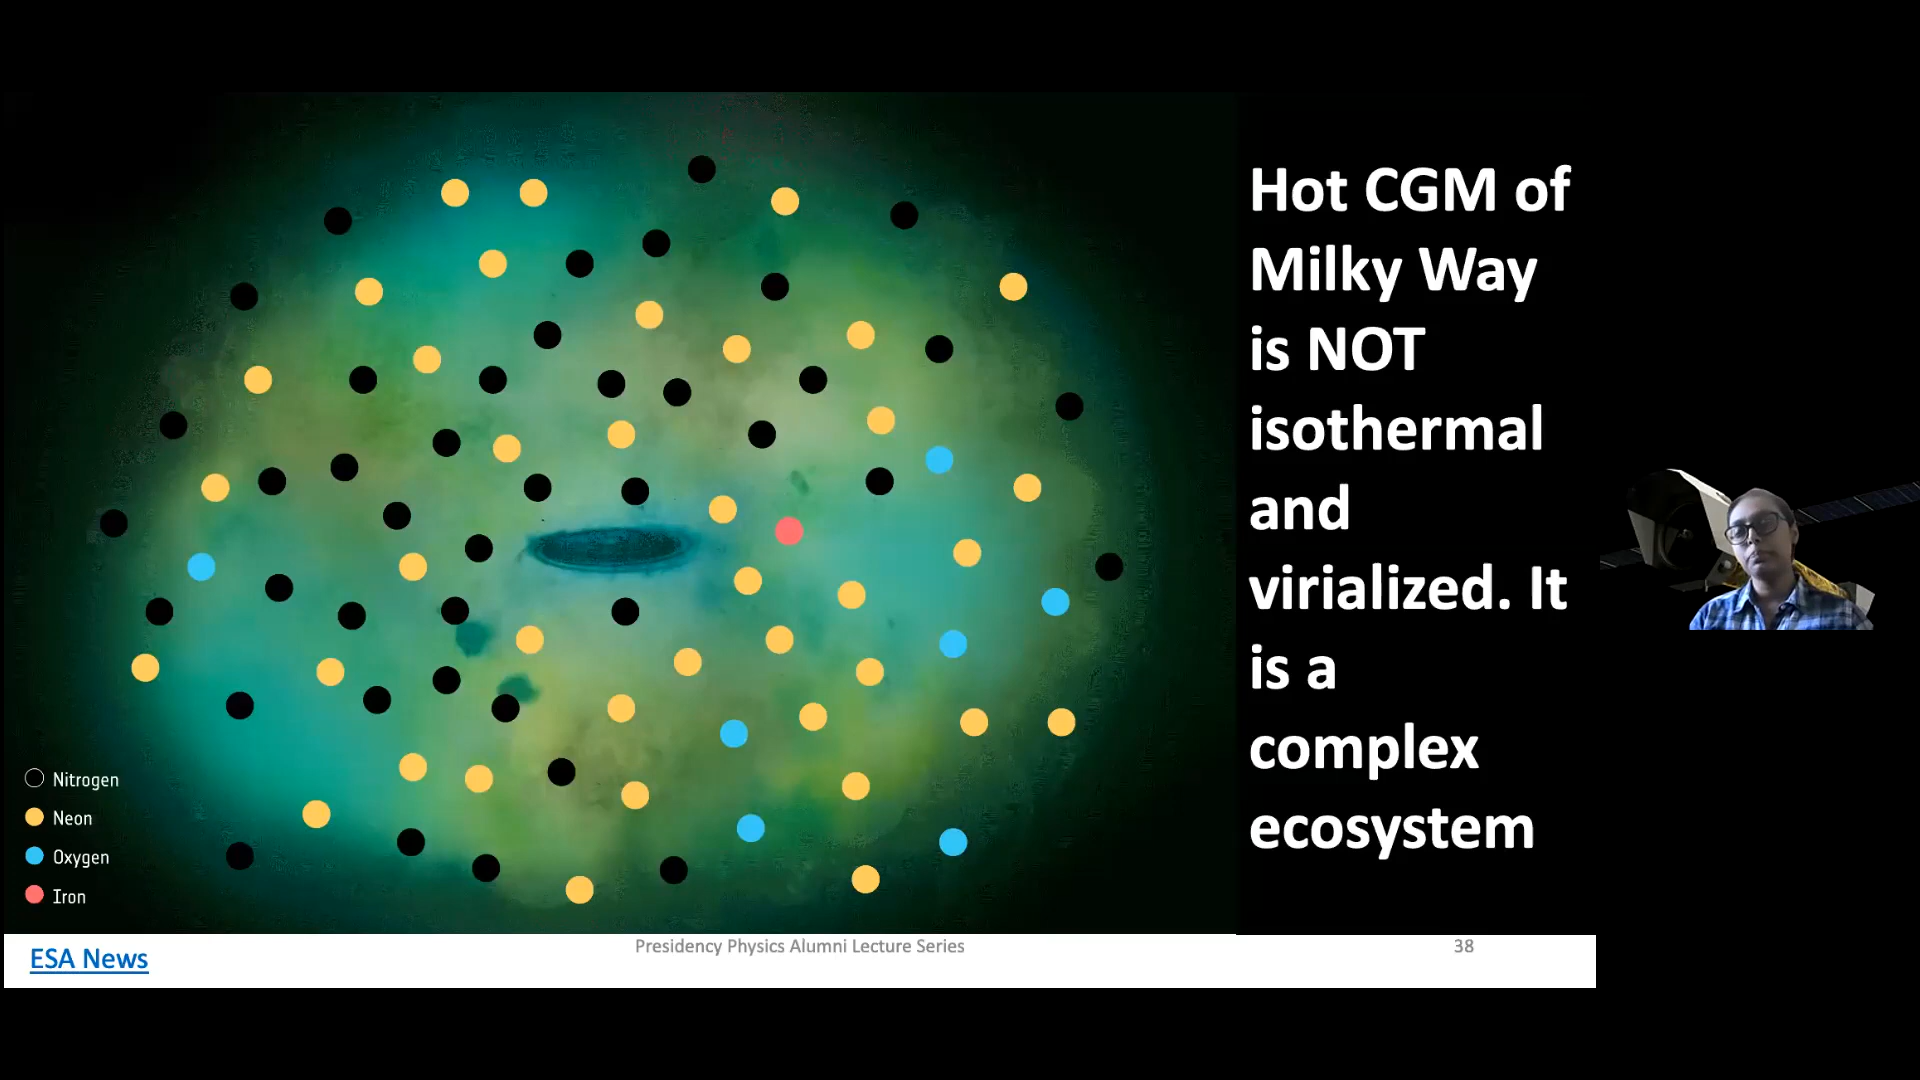 Hot CGM of
Milky Way
is NOT
isothermal
and
virialized. It
is a
complex
ecosystem
Nitrogen
Neon
Oxygen
Iron
ESA News
Presidency Physics Alumni Lecture Series
38